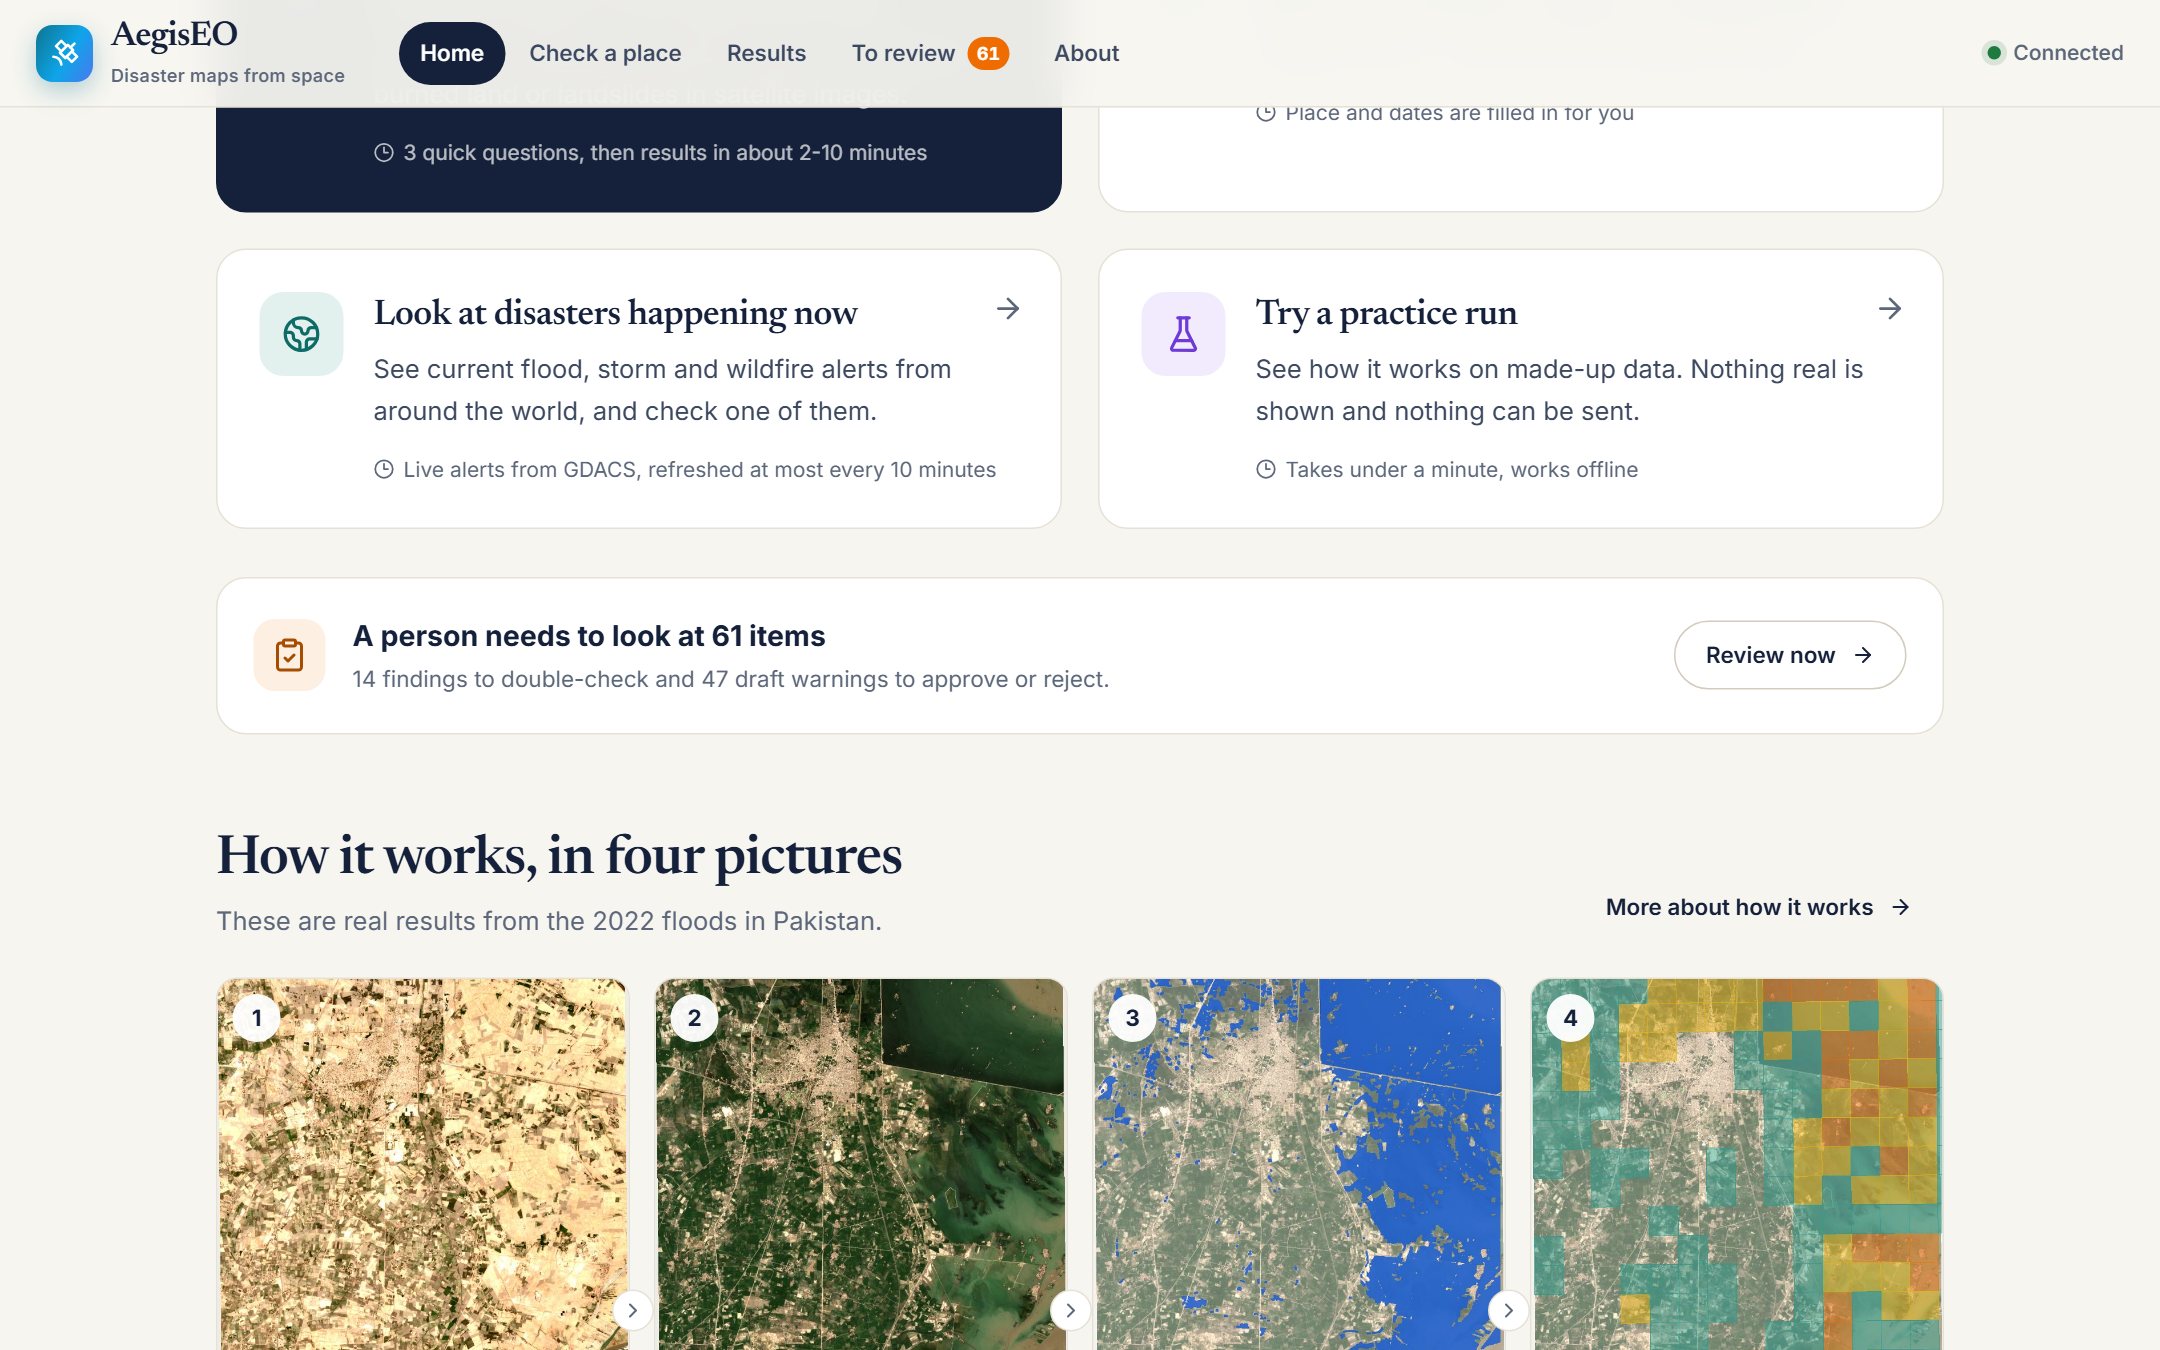 AegisEO
Disaster maps from space
Home
Check a place
Results
To review 61
About
Connected
burned land or landslides in satellite images.
3 quick questions, then results in about 2-10 minutes
Place and dates are filled in for you
Look at disasters happening now
See current flood, storm and wildfire alerts from
around the world, and check one of them.
Live alerts from GDACS, refreshed at most every 10 minutes
Try a practice run
See how it works on made-up data. Nothing real is
shown and nothing can be sent.
Takes under a minute, works offline
A person needs to look at 61 items
14 findings to double-check and 47 draft warnings to approve or reject.
Review now
How it works, in four pictures
These are real results from the 2022 floods in Pakistan.
More about how it works
1
2
3
4